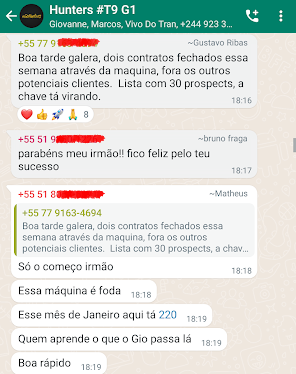 Hunters #T9 G1
Giovanne, Marcos, Vivo Do Tran, +244 923 3...
+55 77 9
~Gustavo Ribas
Boa tarde galera, dois contratos fechados essa
semana através da maquina, fora os outros
potenciais clientes. Lista com 30 prospects, a
chave tá virando.
18:16
8
+55 51 9
~bruno fraga
parabéns meu irmão!! fico feliz pelo teu
sucesso
18:17
+55 51 8
~Matheus
+55 77 9163-4694
Boa tarde galera, dois contratos fechados essa
semana através da maquina, fora os outros
potenciais clientes. Lista com 30 prospects, a chav...
Só o começo irmão
18:18
Essa máquina é foda
18:18
Esse mês de Janeiro aqui tá 220
18:19
Quem aprende o que o Gio passa lá
18:19
Boa rápido
18:19